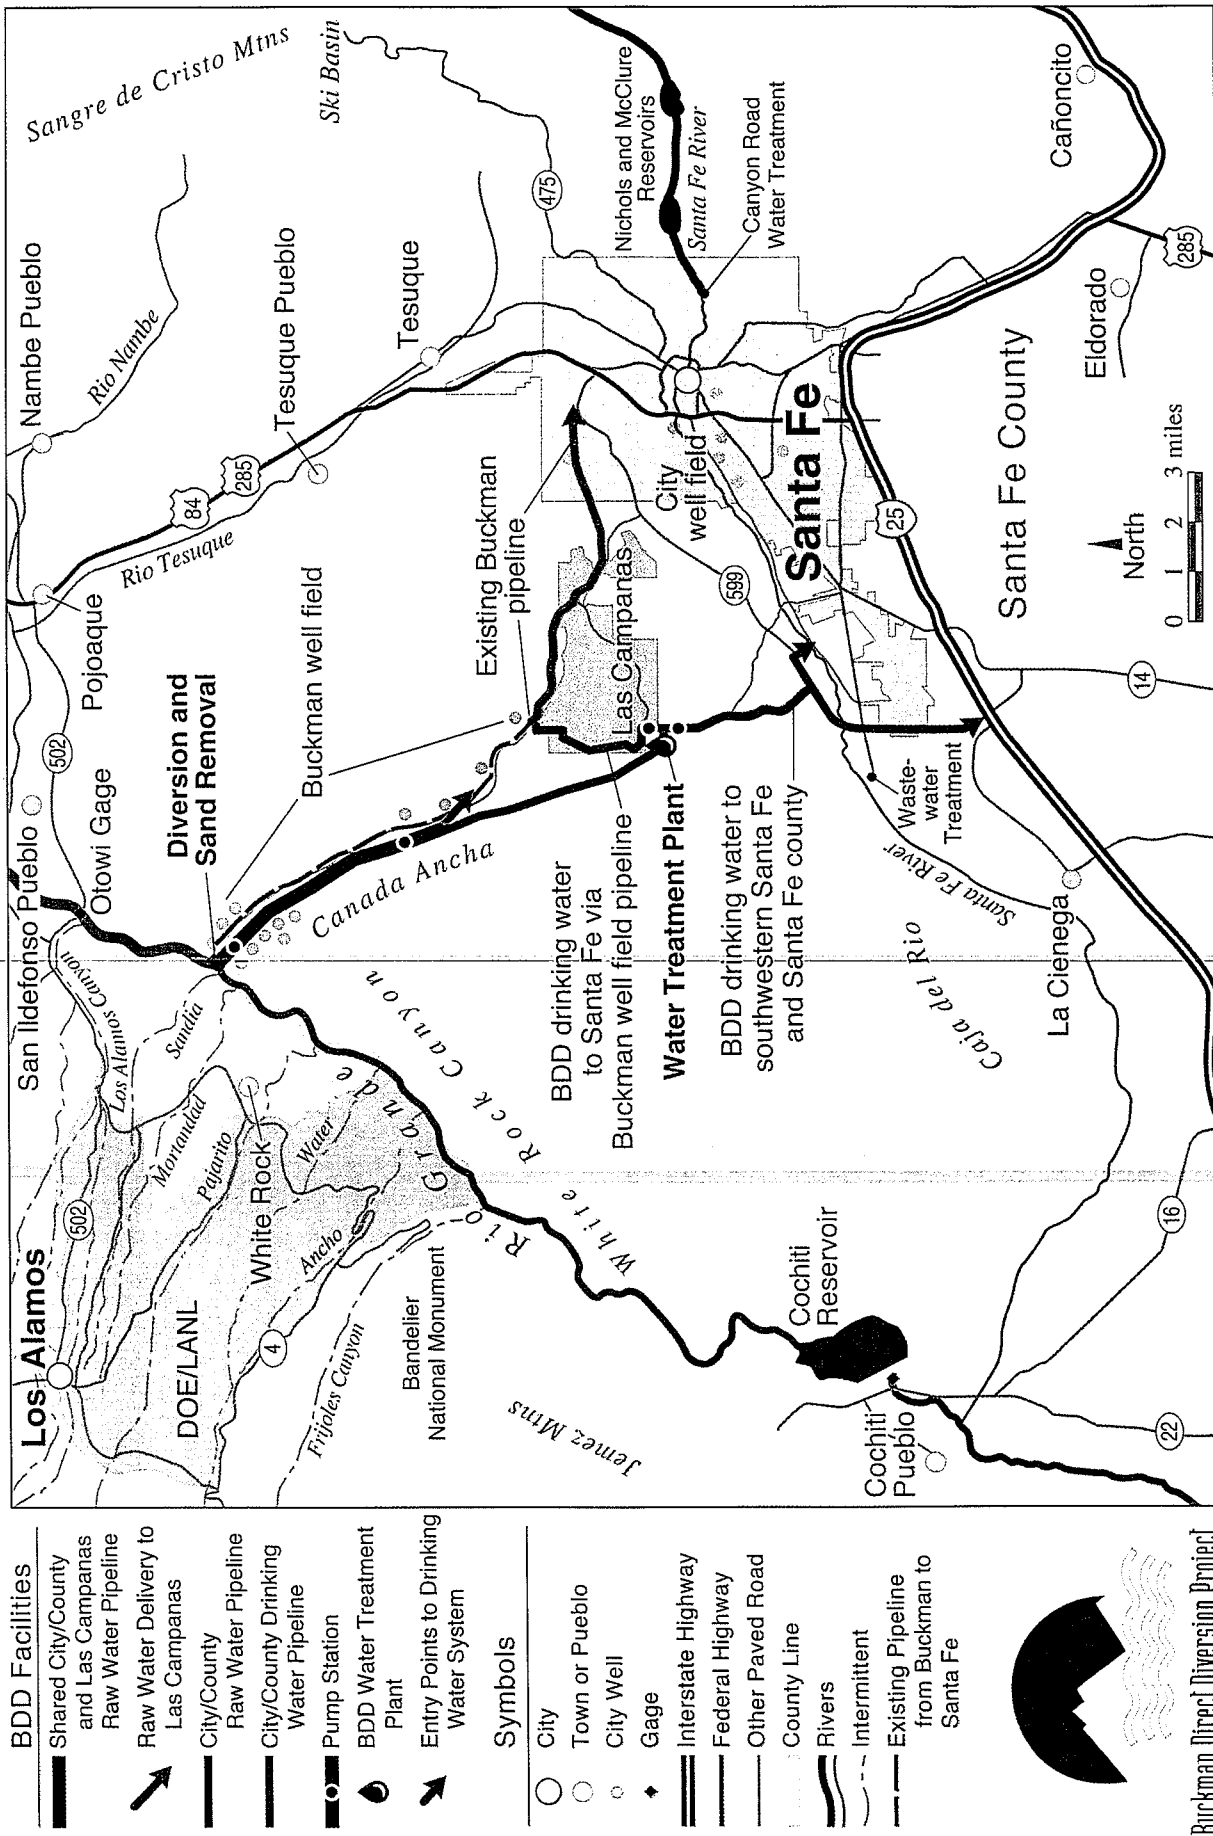 BDD Facilities
Shared City/County
and Las Campanas
Raw Water Pipeline
Raw Water Delivery to
Las Campanas
City/County
Raw Water Pipeline
City/County Drinking
Water Pipeline
Pump Station
BDD Water Treatment
Plant
Entry Points to Drinking
Water System
Symbols
City
Town or Pueblo
City Well
Gage
Interstate Highway
Federal Highway
Other Paved Road
County Line
Rivers
Intermittent
Existing Pipeline
from Buckman to
Santa Fe
Buckman Direct Diversion Project
Los Alamos
502
DOE/LANL
4
White Rock
Los Alamos Canyon
Sandia
Mortandad
Pajarito
Water
Ancho
Frijoles Canyon
Bandelier
National Monument
Jemez Mtns
Rio Grande
White Rock Canyon
Cochiti
Reservoir
Cochiti
Pueblo
22
16
San Ildefonso Pueblo
Otowi Gage
502
Pojoaque
Nambe Pueblo
Rio Nambe
Sangre de Cristo Mtns
Ski Basin
84
285
Rio Tesuque
Tesuque Pueblo
Tesuque
475
Diversion and
Sand Removal
Buckman well field
Canada Ancha
Existing Buckman
pipeline
Las Campanas
BDD drinking water
to Santa Fe via
Buckman well field pipeline
Water Treatment Plant
BDD drinking water to
southwestern Santa Fe
and Santa Fe county
City
well field
599
Santa Fe
Nichols and McClure
Reservoirs
Santa Fe River
Canyon Road
Water Treatment
Waste-
water
Treatment
Santa Fe River
Caja del Rio
La Cienega
25
14
Santa Fe County
Eldorado
285
Cañoncito
North
0 1 2 3 miles